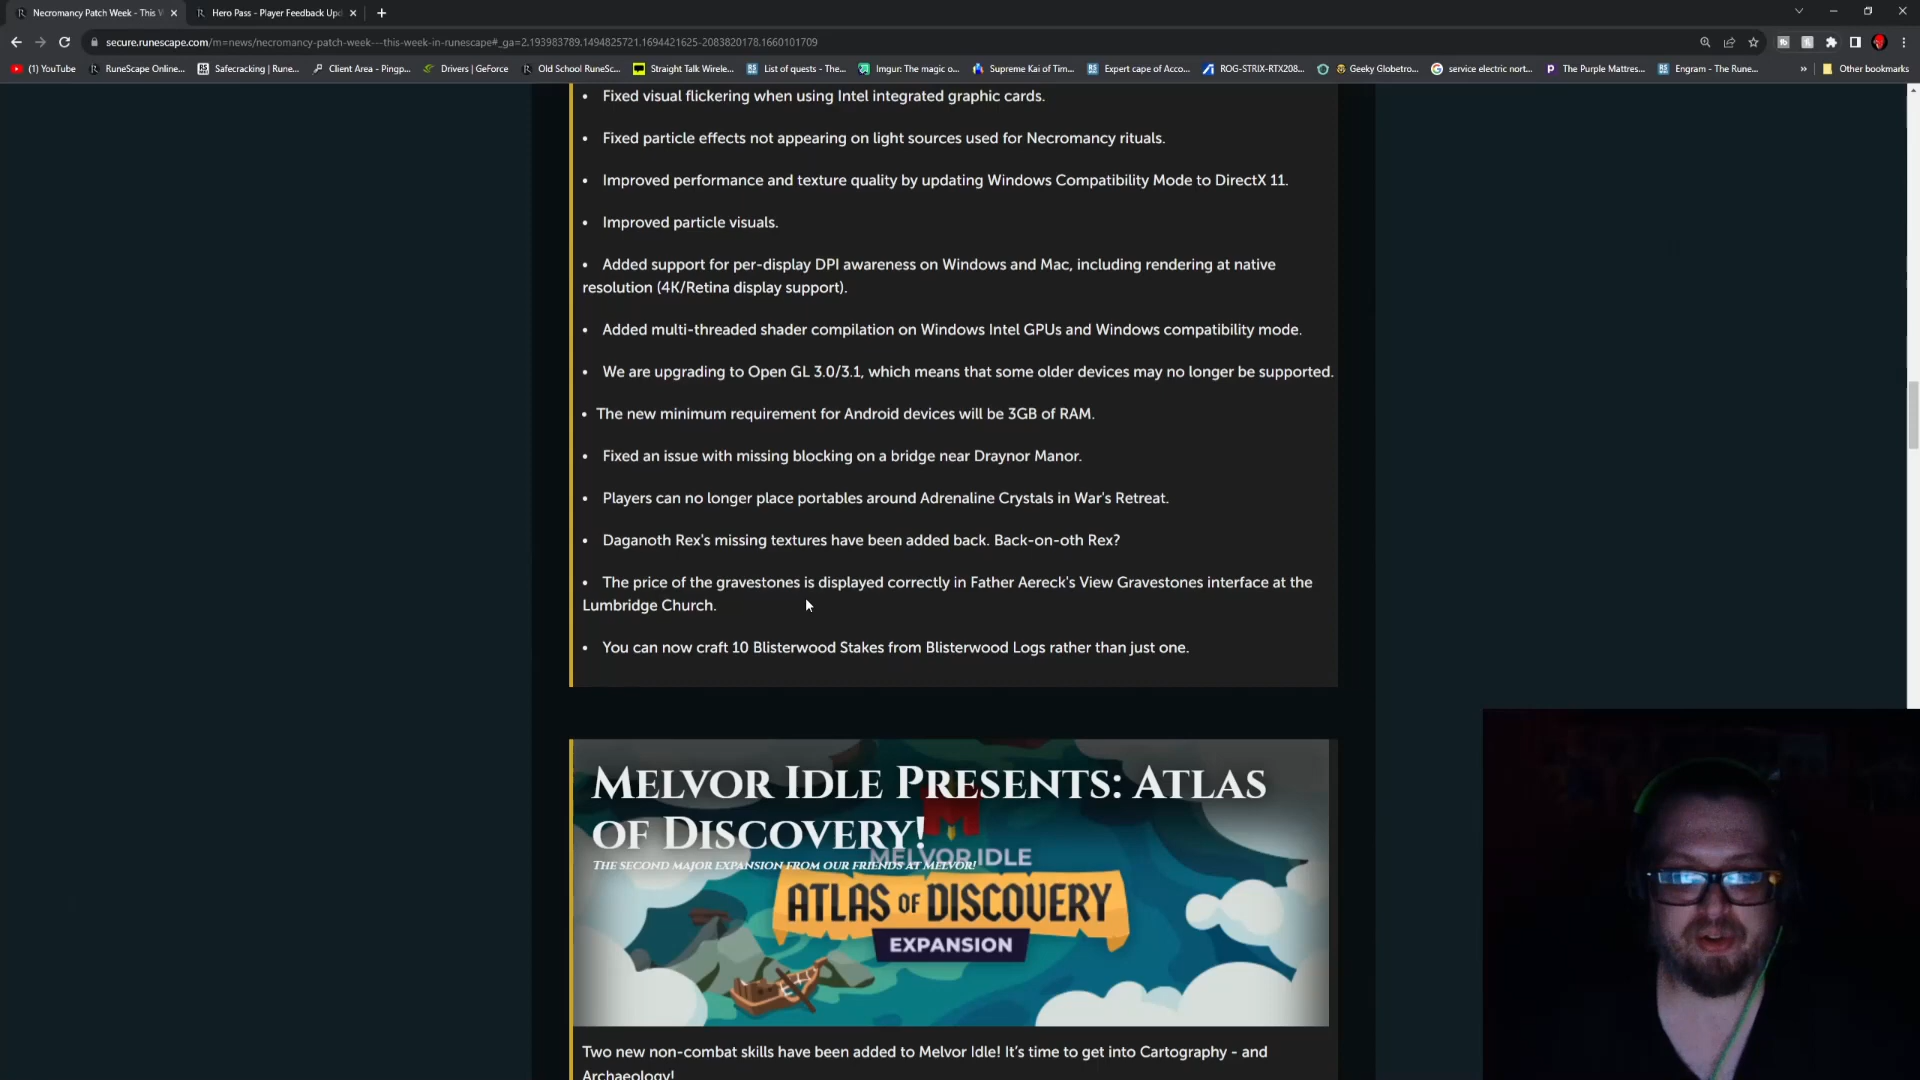 Necromancy Patch Week - This W
Hero Pass - Player Feedback Upd
secure.runescape.com/m=news/necromancy-patch-week---this-week-in-runescape#_ga=2.193983789.1494825721.1694421625-2083820178.1660101709
(1) YouTube
RuneScape Online...
Safecracking | Rune...
Client Area - Pingp...
Drivers | GeForce
Old School RuneSc...
Straight Talk Wirele...
List of quests - The...
Imgur: The magic o...
Supreme Kai of Tim...
Expert cape of Acco...
ROG-STRIX-RTX208...
Geeky Globetro...
service electric nort...
The Purple Mattres...
Engram - The Rune...
»
Other bookmarks
• Fixed visual flickering when using Intel integrated graphic cards.
• Fixed particle effects not appearing on light sources used for Necromancy rituals.
• Improved performance and texture quality by updating Windows Compatibility Mode to DirectX 11.
• Improved particle visuals.
• Added support for per-display DPI awareness on Windows and Mac, including rendering at native
resolution (4K/Retina display support).
• Added multi-threaded shader compilation on Windows Intel GPUs and Windows compatibility mode.
• We are upgrading to Open GL 3.0/3.1, which means that some older devices may no longer be supported.
• The new minimum requirement for Android devices will be 3GB of RAM.
• Fixed an issue with missing blocking on a bridge near Draynor Manor.
• Players can no longer place portables around Adrenaline Crystals in War's Retreat.
• Daganoth Rex's missing textures have been added back. Back-on-oth Rex?
• The price of the gravestones is displayed correctly in Father Aereck's View Gravestones interface at the
Lumbridge Church.
• You can now craft 10 Blisterwood Stakes from Blisterwood Logs rather than just one.
MELVOR IDLE PRESENTS: ATLAS
OF DISCOVERY!
THE SECOND MAJOR EXPANSION FROM OUR FRIENDS AT MELVOR!
MELVOR IDLE
ATLAS OF DISCOVERY
EXPANSION
Two new non-combat skills have been added to Melvor Idle! It's time to get into Cartography - and
Archaeology!